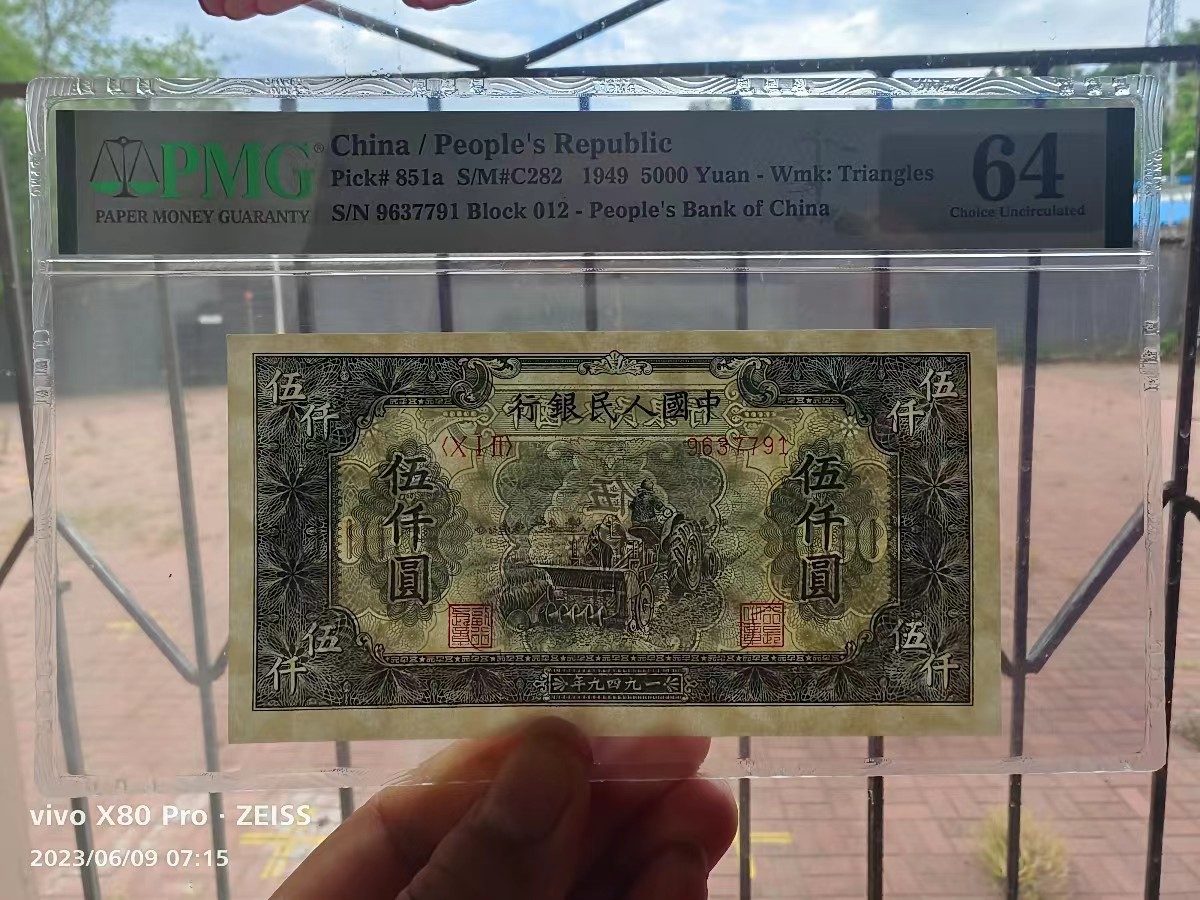 PMG®
PAPER MONEY GUARANTY
China / People's Republic
Pick# 851a S/M#C282 1949 5000 Yuan - Wmk: Triangles
S/N 9637791 Block 012 - People's Bank of China
64
Choice Uncirculated
伍仟
伍仟
行銀民人國中
9637791
伍仟圓
伍仟圓
伍
伍仟
伍仟
年九四九一
vivo X80 Pro · ZEISS
2023/06/09 07:15